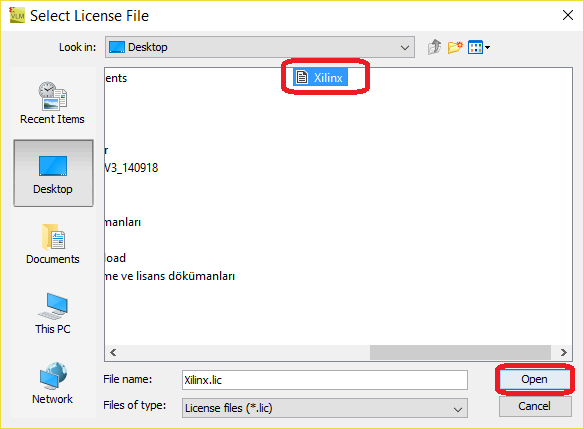 VLM Select License File
Look in: Desktop
Recent Items
Desktop
Documents
This PC
Network
ents
r
V3_140918
manları
oad
me ve lisans dökümanları
Xilinx
File name: Xilinx.lic Open
Files of type: License files (*.lic) Cancel